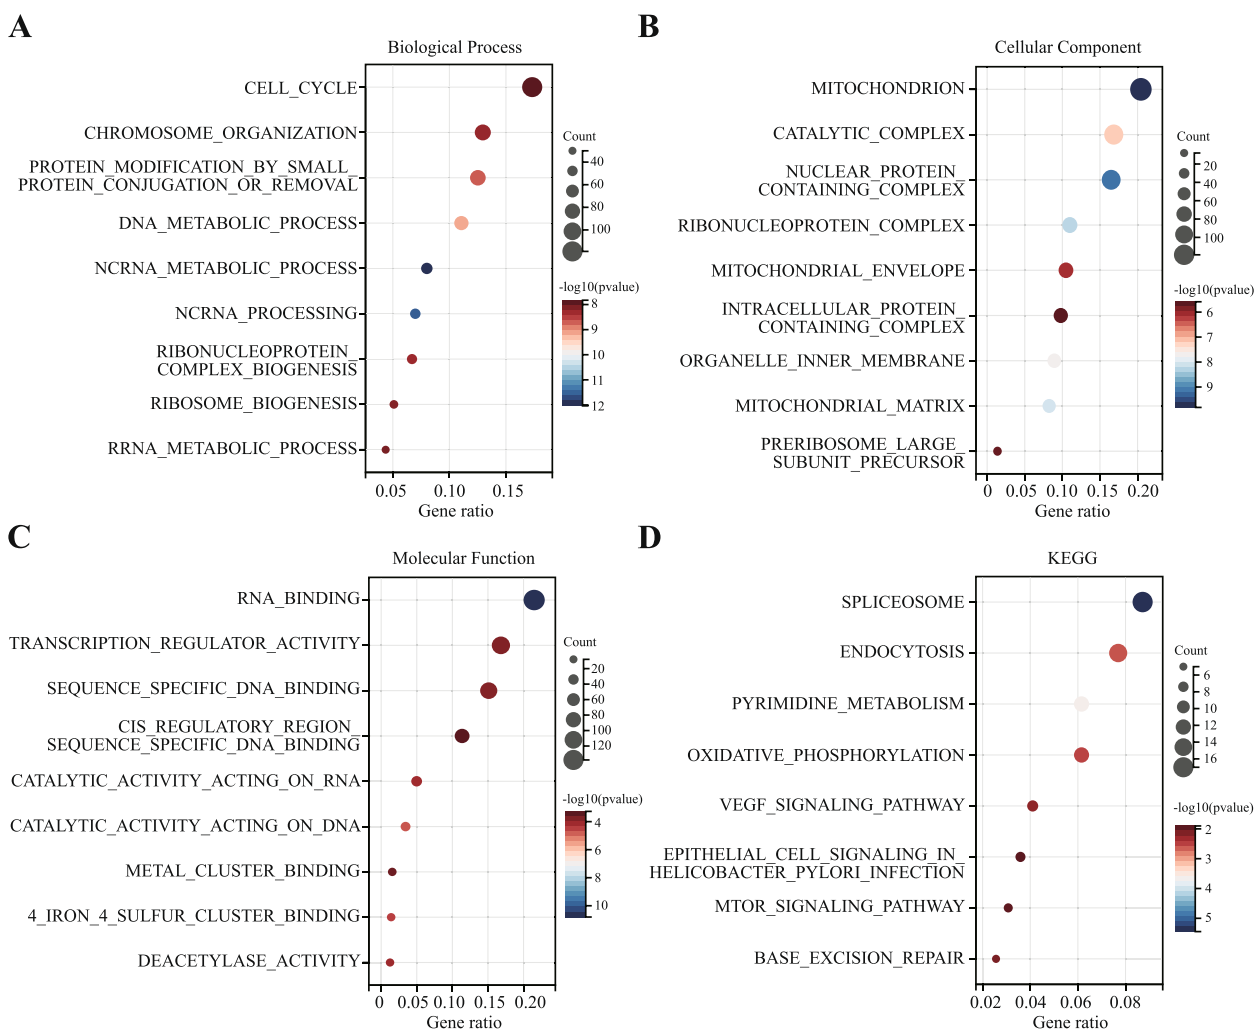 A
Biological Process
CELL_CYCLE
CHROMOSOME_ORGANIZATION
PROTEIN_MODIFICATION_BY_SMALL_
PROTEIN_CONJUGATION_OR_REMOVAL
DNA_METABOLIC_PROCESS
NCRNA_METABOLIC_PROCESS
NCRNA_PROCESSING
RIBONUCLEOPROTEIN_
COMPLEX_BIOGENESIS
RIBOSOME_BIOGENESIS
RRNA_METABOLIC_PROCESS
0.05 0.10 0.15
Gene ratio
Count
40
60
80
100
-log10(pvalue)
8
9
10
11
12
B
Cellular Component
MITOCHONDRION
CATALYTIC_COMPLEX
NUCLEAR_PROTEIN_
CONTAINING_COMPLEX
RIBONUCLEOPROTEIN_COMPLEX
MITOCHONDRIAL_ENVELOPE
INTRACELLULAR_PROTEIN_
CONTAINING_COMPLEX
ORGANELLE_INNER_MEMBRANE
MITOCHONDRIAL_MATRIX
PRERIBOSOME_LARGE_
SUBUNIT_PRECURSOR
0 0.05 0.10 0.15 0.20
Gene ratio
Count
20
40
60
80
100
-log10(pvalue)
6
7
8
9
C
Molecular Function
RNA_BINDING
TRANSCRIPTION_REGULATOR_ACTIVITY
SEQUENCE_SPECIFIC_DNA_BINDING
CIS_REGULATORY_REGION_
SEQUENCE_SPECIFIC_DNA_BINDING
CATALYTIC_ACTIVITY_ACTING_ON_RNA
CATALYTIC_ACTIVITY_ACTING_ON_DNA
METAL_CLUSTER_BINDING
4_IRON_4_SULFUR_CLUSTER_BINDING
DEACETYLASE_ACTIVITY
0 0.05 0.10 0.15 0.20
Gene ratio
Count
20
40
60
80
100
120
-log10(pvalue)
4
6
8
10
D
KEGG
SPLICEOSOME
ENDOCYTOSIS
PYRIMIDINE_METABOLISM
OXIDATIVE_PHOSPHORYLATION
VEGF_SIGNALING_PATHWAY
EPITHELIAL_CELL_SIGNALING_IN_
HELICOBACTER_PYLORI_INFECTION
MTOR_SIGNALING_PATHWAY
BASE_EXCISION_REPAIR
0.02 0.04 0.06 0.08
Gene ratio
Count
6
8
10
12
14
16
-log10(pvalue)
2
3
4
5